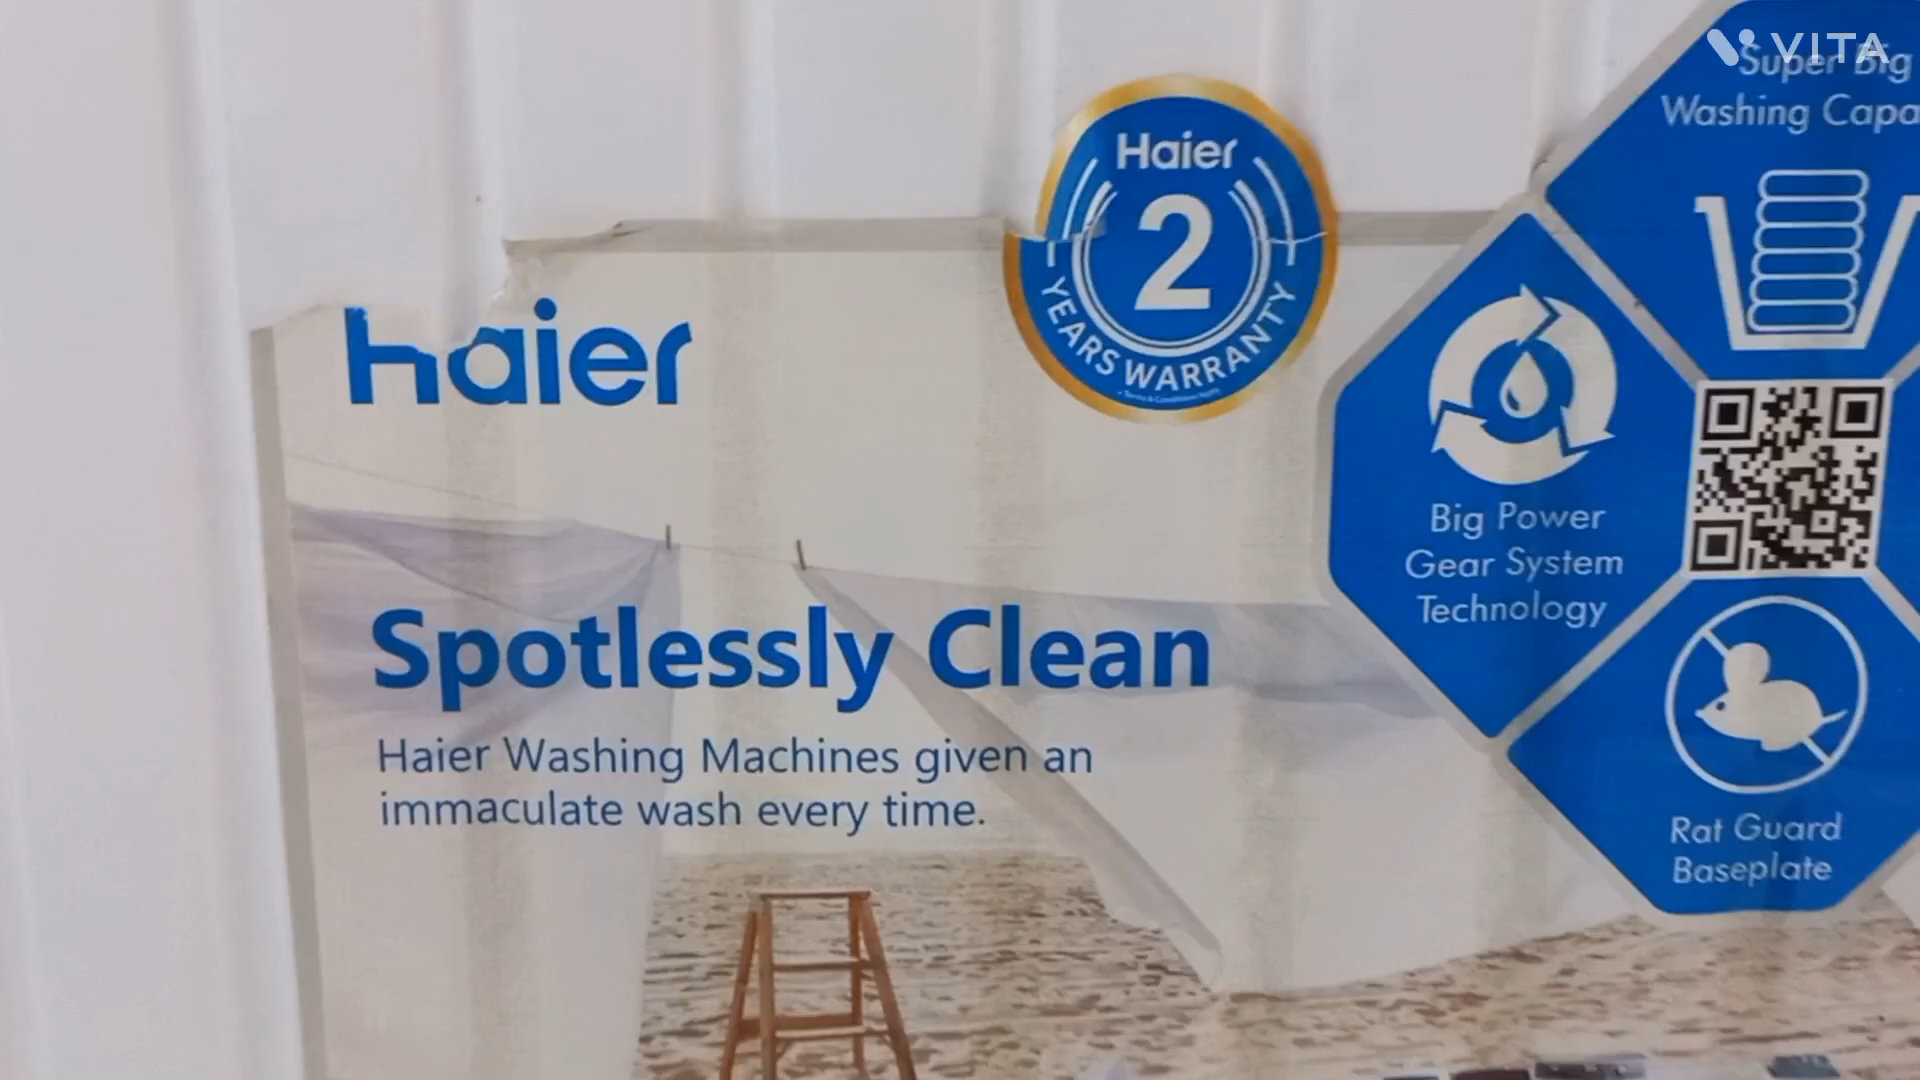 VITA
Super Big
Washing Capa
Haier
2
YEARS WARRANTY
Haier
Big Power
Gear System
Technology
Spotlessly Clean
Haier Washing Machines given an
immaculate wash every time.
Rat Guard
Baseplate